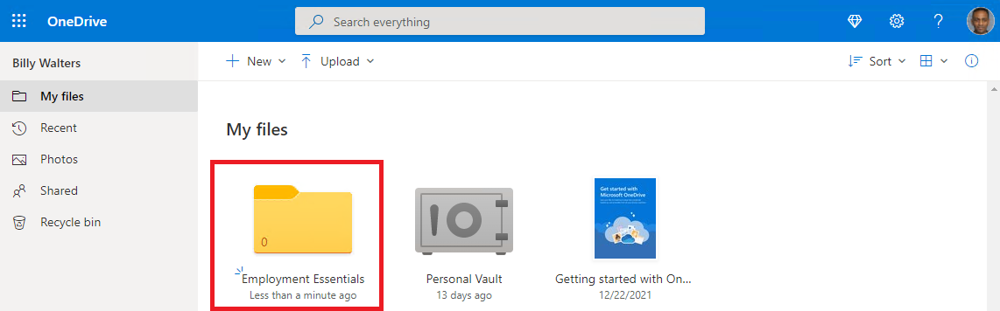 OneDrive
Search everything
?
Billy Walters
New
Upload
Sort
My files
Recent
Photos
Shared
Recycle bin
My files
0
Get started with
Microsoft OneDrive
Employment Essentials
Less than a minute ago
Personal Vault
13 days ago
Getting started with On...
12/22/2021